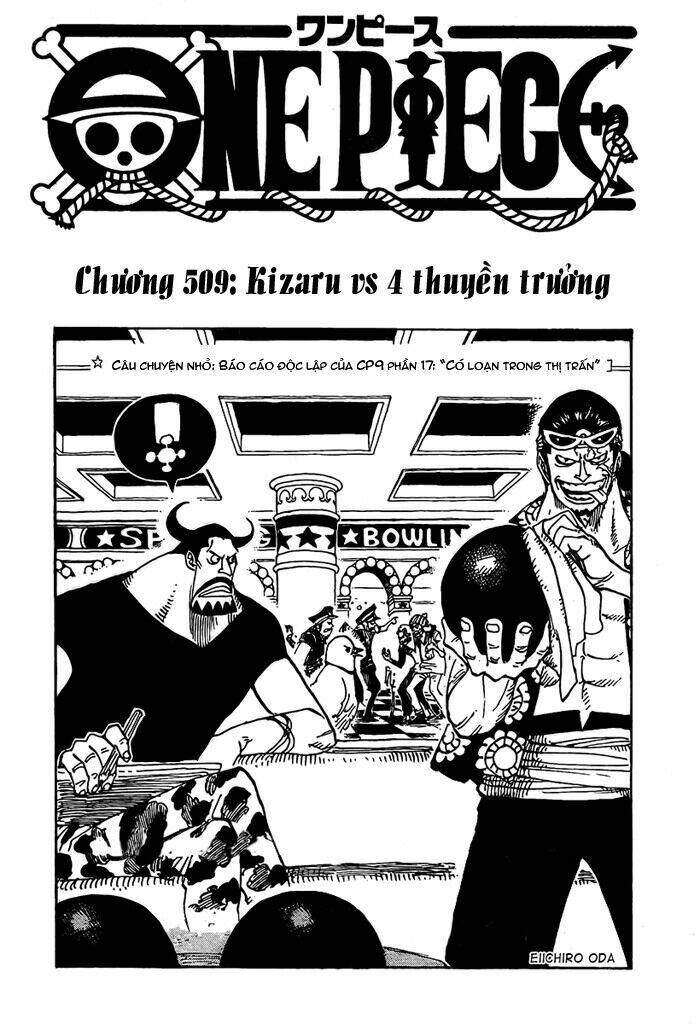 ワンピース
ONE PIECE
Chương 509: Kizaru vs 4 thuyền trưởng
Câu chuyện nhỏ: Báo cáo độc lập của CP9 phần 17: "Có loạn trong thị trấn"
BOWLIN
EIICHIRO ODA